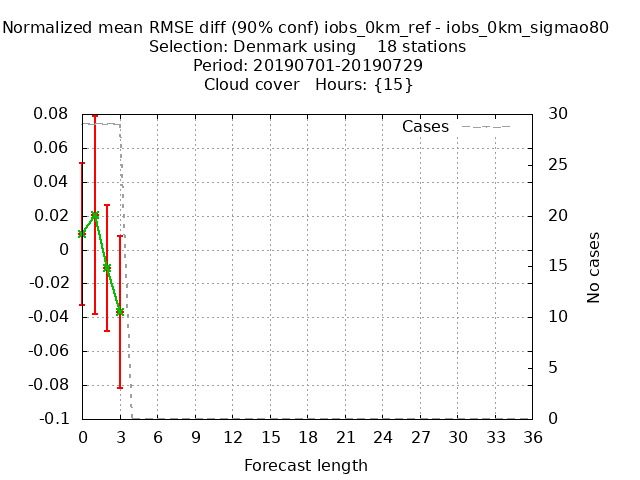 Normalized mean RMSE diff (90% conf) iobs_0km_ref - iobs_0km_sigmao80
Selection: Denmark using    18 stations
Period: 20190701-20190729
Cloud cover   Hours: {15}
Cases
0.08
0.06
0.04
0.02
0
-0.02
-0.04
-0.06
-0.08
-0.1
30
25
20
15
10
5
0
No cases
0 3 6 9 12 15 18 21 24 27 30 33 36
Forecast length